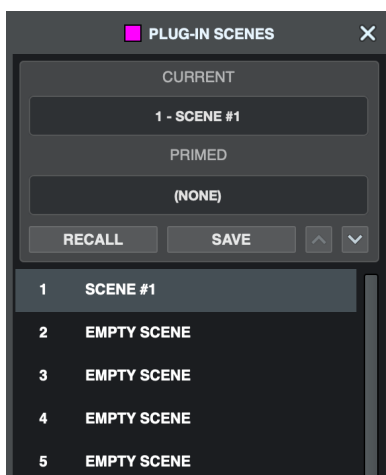 PLUG-IN SCENES
CURRENT
1 - SCENE #1
PRIMED
(NONE)
RECALL SAVE
1 SCENE #1
2 EMPTY SCENE
3 EMPTY SCENE
4 EMPTY SCENE
5 EMPTY SCENE